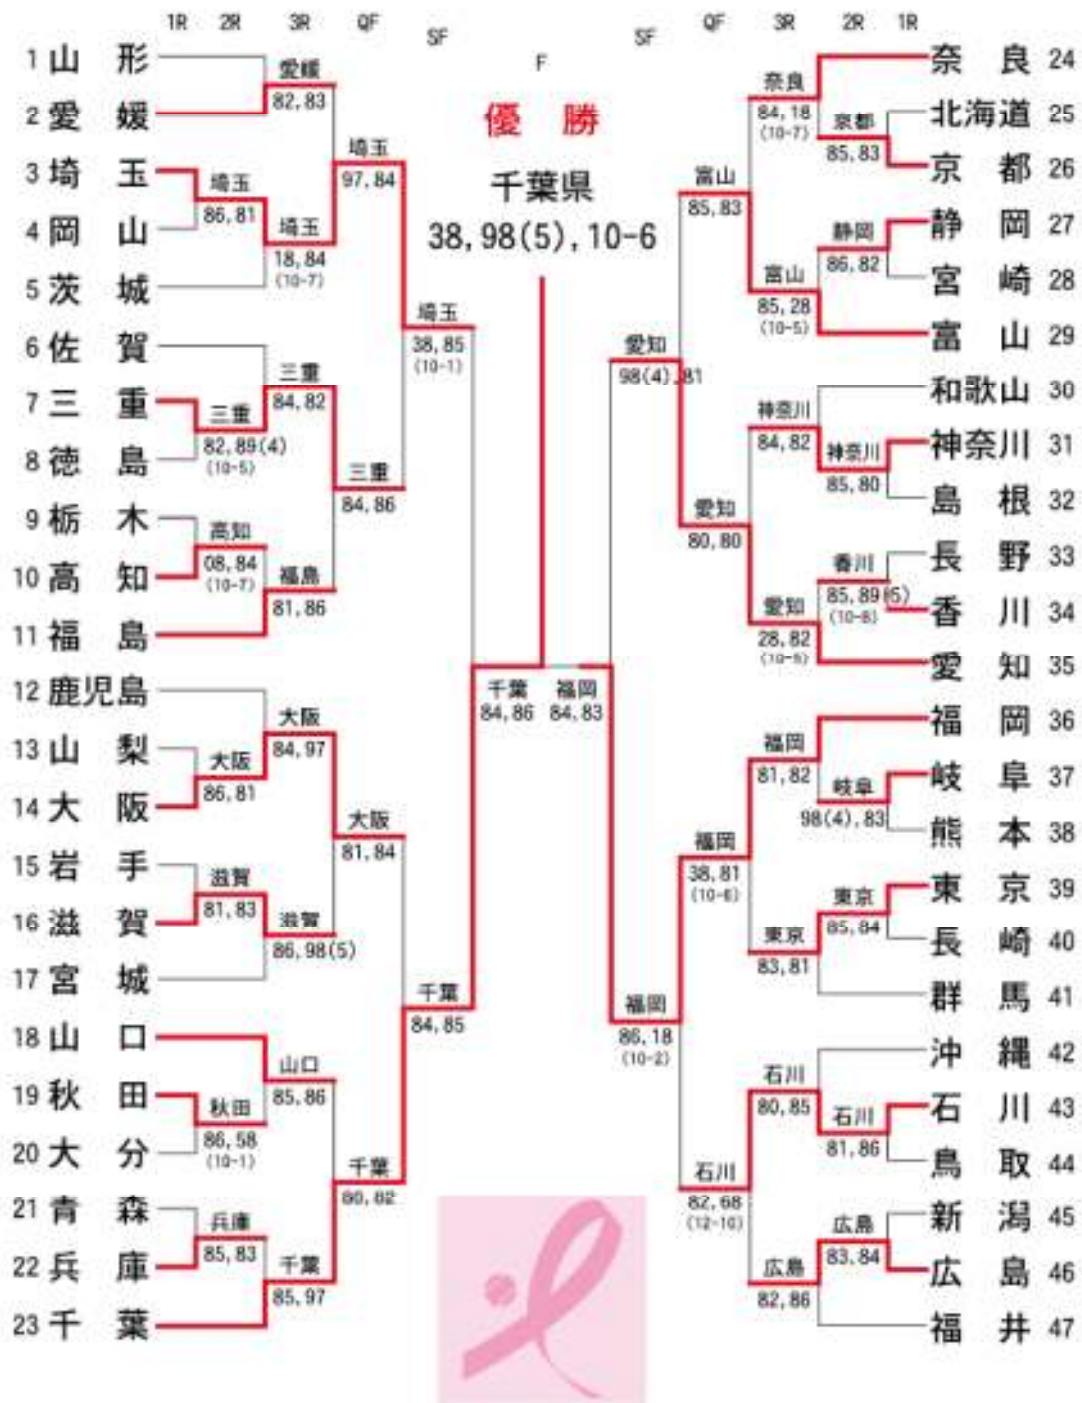 1R 2R 3R QF SF F SF QF 3R 2R 1R
優 勝
千葉県
38,98(5),10-6
1 山 形
2 愛 媛
3 埼 玉
4 岡 山
5 茨 城
6 佐 賀
7 三 重
8 徳 島
9 栃 木
10 高 知
11 福 島
12 鹿児島
13 山 梨
14 大 阪
15 岩 手
16 滋 賀
17 宮 城
18 山 口
19 秋 田
20 大 分
21 青 森
22 兵 庫
23 千 葉
埼玉
86,81
三重
82,89(4)
(10-5)
高知
08,84
(10-7)
大阪
86,81
滋賀
81,83
秋田
86,58
(10-1)
兵庫
85,83
愛媛
82,83
埼玉
18,84
(10-7)
三重
84,82
福島
81,86
大阪
84,97
滋賀
86,98(5)
山口
85,86
千葉
85,97
埼玉
97,84
三重
84,86
大阪
81,84
千葉
80,82
埼玉
38,85
(10-1)
千葉
84,85
千葉
84,86
福岡
84,83
愛知
98(4),81
福岡
86,18
(10-2)
富山
85,83
愛知
80,80
福岡
38,81
(10-6)
石川
82,68
(12-10)
奈良
84,18
(10-7)
富山
85,28
(10-5)
神奈川
84,82
愛知
28,82
福岡
81,82
東京
83,81
石川
80,85
広島
82,86
京都
85,83
静岡
86,82
神奈川
85,80
香川
85,89(5)
(10-8)
岐阜
98(4),83
東京
85,84
石川
81,86
広島
83,84
奈 良 24
北海道 25
京 都 26
静 岡 27
宮 崎 28
富 山 29
和歌山 30
神奈川 31
島 根 32
長 野 33
香 川 34
愛 知 35
福 岡 36
岐 阜 37
熊 本 38
東 京 39
長 崎 40
群 馬 41
沖 縄 42
石 川 43
鳥 取 44
新 潟 45
広 島 46
福 井 47